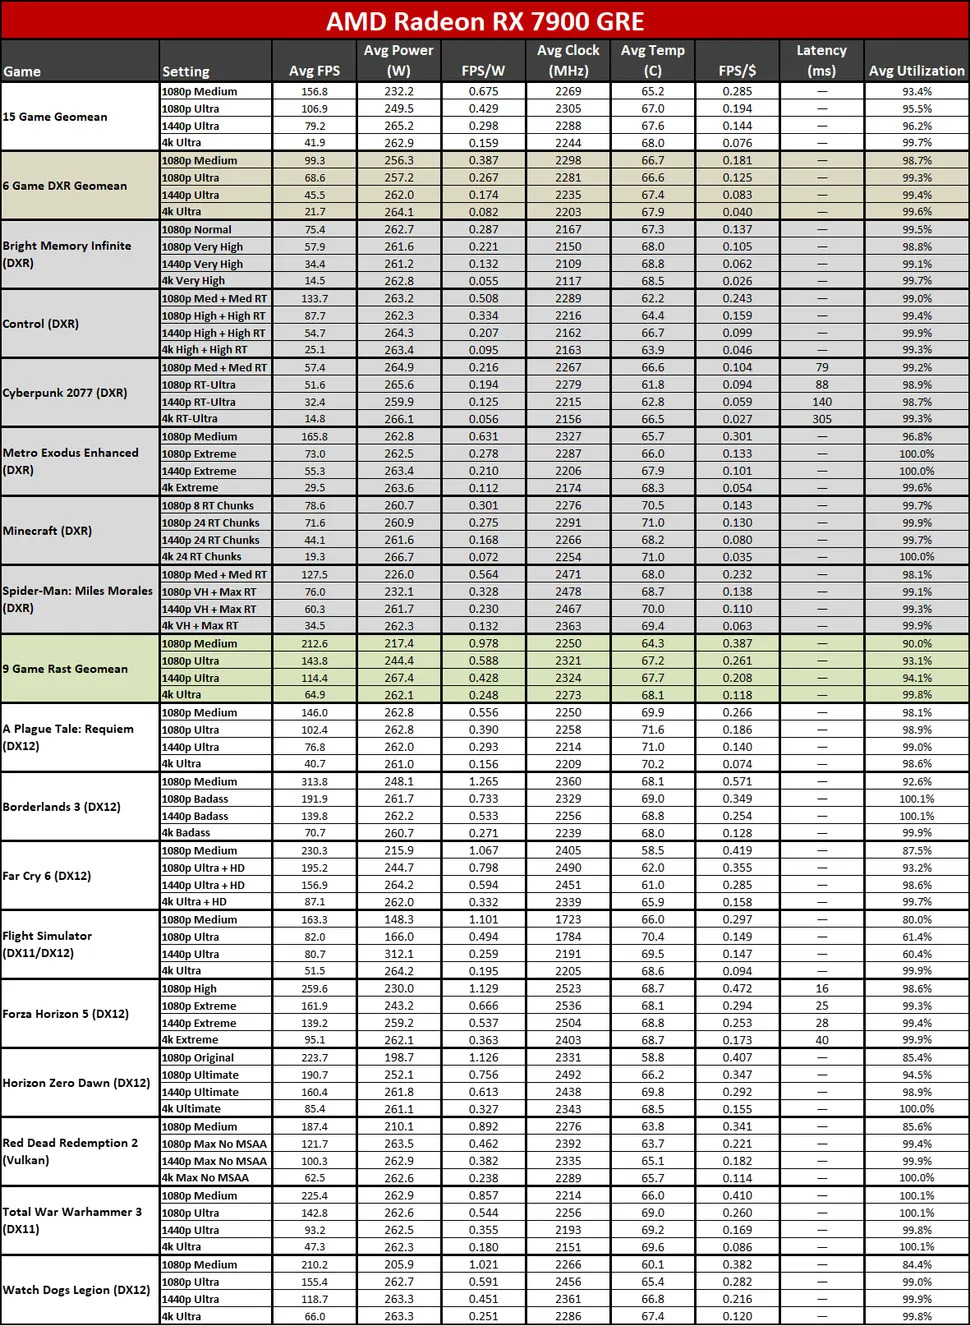 AMD Radeon RX 7900 GRE
Game Setting Avg FPS Avg Power (W) FPS/W Avg Clock (MHz) Avg Temp (C) FPS/$ Latency (ms) Avg Utilization
15 Game Geomean
1080p Medium 156.8 232.2 0.675 2269 65.2 0.285 — 93.4%
1080p Ultra 106.9 249.5 0.429 2305 67.0 0.194 — 95.5%
1440p Ultra 79.2 265.2 0.298 2288 67.6 0.144 — 96.2%
4k Ultra 41.9 262.9 0.159 2244 68.0 0.076 — 99.7%
6 Game DXR Geomean
1080p Medium 99.3 256.3 0.387 2298 66.7 0.181 — 98.7%
1080p Ultra 68.6 257.2 0.267 2281 66.6 0.125 — 99.3%
1440p Ultra 45.5 262.0 0.174 2235 67.4 0.083 — 99.4%
4k Ultra 21.7 264.1 0.082 2203 67.9 0.040 — 99.6%
Bright Memory Infinite (DXR)
1080p Normal 75.4 262.7 0.287 2167 67.3 0.137 — 99.5%
1080p Very High 57.9 261.6 0.221 2150 68.0 0.105 — 98.8%
1440p Very High 34.4 261.2 0.132 2109 68.8 0.062 — 99.1%
4k Very High 14.5 262.8 0.055 2117 68.5 0.026 — 99.7%
Control (DXR)
1080p Med + Med RT 133.7 263.2 0.508 2289 62.2 0.243 — 99.0%
1080p High + High RT 87.7 262.3 0.334 2216 64.4 0.159 — 99.4%
1440p High + High RT 54.7 264.3 0.207 2162 66.7 0.099 — 99.9%
4k High + High RT 25.1 263.4 0.095 2163 63.9 0.046 — 99.3%
Cyberpunk 2077 (DXR)
1080p Med + Med RT 57.4 264.9 0.216 2267 66.6 0.104 79 99.2%
1080p RT-Ultra 51.6 265.6 0.194 2279 61.8 0.094 88 98.9%
1440p RT-Ultra 32.4 259.9 0.125 2215 62.8 0.059 140 98.7%
4k RT-Ultra 14.8 266.1 0.056 2156 66.5 0.027 305 99.3%
Metro Exodus Enhanced (DXR)
1080p Medium 165.8 262.8 0.631 2327 65.7 0.301 — 96.8%
1080p Extreme 73.0 262.5 0.278 2287 66.0 0.133 — 100.0%
1440p Extreme 55.3 263.4 0.210 2206 67.9 0.101 — 100.0%
4k Extreme 29.5 263.6 0.112 2174 68.3 0.054 — 99.6%
Minecraft (DXR)
1080p 8 RT Chunks 78.6 260.7 0.301 2276 70.5 0.143 — 99.7%
1080p 24 RT Chunks 71.6 260.9 0.275 2291 71.0 0.130 — 99.9%
1440p 24 RT Chunks 44.1 261.6 0.168 2266 68.2 0.080 — 99.7%
4k 24 RT Chunks 19.3 266.7 0.072 2254 71.0 0.035 — 100.0%
Spider-Man: Miles Morales (DXR)
1080p Med + Med RT 127.5 226.0 0.564 2471 68.0 0.232 — 98.1%
1080p VH + Max RT 76.0 232.1 0.328 2478 68.7 0.138 — 99.1%
1440p VH + Max RT 60.3 261.7 0.230 2467 70.0 0.110 — 99.3%
4k VH + Max RT 34.5 262.3 0.132 2363 69.4 0.063 — 99.9%
9 Game Rast Geomean
1080p Medium 212.6 217.4 0.978 2250 64.3 0.387 — 90.0%
1080p Ultra 143.8 244.4 0.588 2321 67.2 0.261 — 93.1%
1440p Ultra 114.4 267.4 0.428 2324 67.7 0.208 — 94.1%
4k Ultra 64.9 262.1 0.248 2273 68.1 0.118 — 99.8%
A Plague Tale: Requiem (DX12)
1080p Medium 146.0 262.8 0.556 2250 69.9 0.266 — 98.1%
1080p Ultra 102.4 262.8 0.390 2258 71.6 0.186 — 98.9%
1440p Ultra 76.8 262.0 0.293 2214 71.0 0.140 — 99.0%
4k Ultra 40.7 261.0 0.156 2209 70.2 0.074 — 98.6%
Borderlands 3 (DX12)
1080p Medium 313.8 248.1 1.265 2360 68.1 0.571 — 92.6%
1080p Badass 191.9 261.7 0.733 2329 69.0 0.349 — 100.1%
1440p Badass 139.8 262.2 0.533 2256 68.8 0.254 — 100.1%
4k Badass 70.7 260.7 0.271 2239 68.0 0.128 — 99.9%
Far Cry 6 (DX12)
1080p Medium 230.3 215.9 1.067 2405 58.5 0.419 — 87.5%
1080p Ultra + HD 195.2 244.7 0.798 2490 62.0 0.355 — 93.2%
1440p Ultra + HD 156.9 264.2 0.594 2451 61.0 0.285 — 98.6%
4k Ultra + HD 87.1 262.0 0.332 2339 65.9 0.158 — 99.7%
Flight Simulator (DX11/DX12)
1080p Medium 163.3 148.3 1.101 1723 66.0 0.297 — 80.0%
1080p Ultra 82.0 166.0 0.494 1784 70.4 0.149 — 61.4%
1440p Ultra 80.7 312.1 0.259 2191 69.5 0.147 — 60.4%
4k Ultra 51.5 264.2 0.195 2205 68.6 0.094 — 99.9%
Forza Horizon 5 (DX12)
1080p High 259.6 230.0 1.129 2523 68.7 0.472 16 98.6%
1080p Extreme 161.9 243.2 0.666 2536 68.1 0.294 25 99.3%
1440p Extreme 139.2 259.2 0.537 2504 68.8 0.253 28 99.4%
4k Extreme 95.1 262.1 0.363 2403 68.7 0.173 40 99.9%
Horizon Zero Dawn (DX12)
1080p Original 223.7 198.7 1.126 2331 58.8 0.407 — 85.4%
1080p Ultimate 190.7 252.1 0.756 2492 66.2 0.347 — 94.5%
1440p Ultimate 160.4 261.8 0.613 2438 69.8 0.292 — 98.9%
4k Ultimate 85.4 261.1 0.327 2343 68.5 0.155 — 100.0%
Red Dead Redemption 2 (Vulkan)
1080p Medium 187.4 210.1 0.892 2276 63.8 0.341 — 85.6%
1080p Max No MSAA 121.7 263.5 0.462 2392 63.7 0.221 — 99.4%
1440p Max No MSAA 100.3 262.9 0.382 2335 65.1 0.182 — 99.9%
4k Max No MSAA 62.5 262.6 0.238 2289 65.7 0.114 — 100.0%
Total War Warhammer 3 (DX11)
1080p Medium 225.4 262.9 0.857 2214 66.0 0.410 — 100.1%
1080p Ultra 142.8 262.6 0.544 2256 69.0 0.260 — 100.1%
1440p Ultra 93.2 262.5 0.355 2193 69.2 0.169 — 99.8%
4k Ultra 47.3 262.3 0.180 2151 69.6 0.086 — 100.1%
Watch Dogs Legion (DX12)
1080p Medium 210.2 205.9 1.021 2266 60.1 0.382 — 84.4%
1080p Ultra 155.4 262.7 0.591 2456 65.4 0.282 — 99.0%
1440p Ultra 118.7 263.3 0.451 2361 66.8 0.216 — 99.9%
4k Ultra 66.0 263.3 0.251 2286 67.4 0.120 — 99.8%